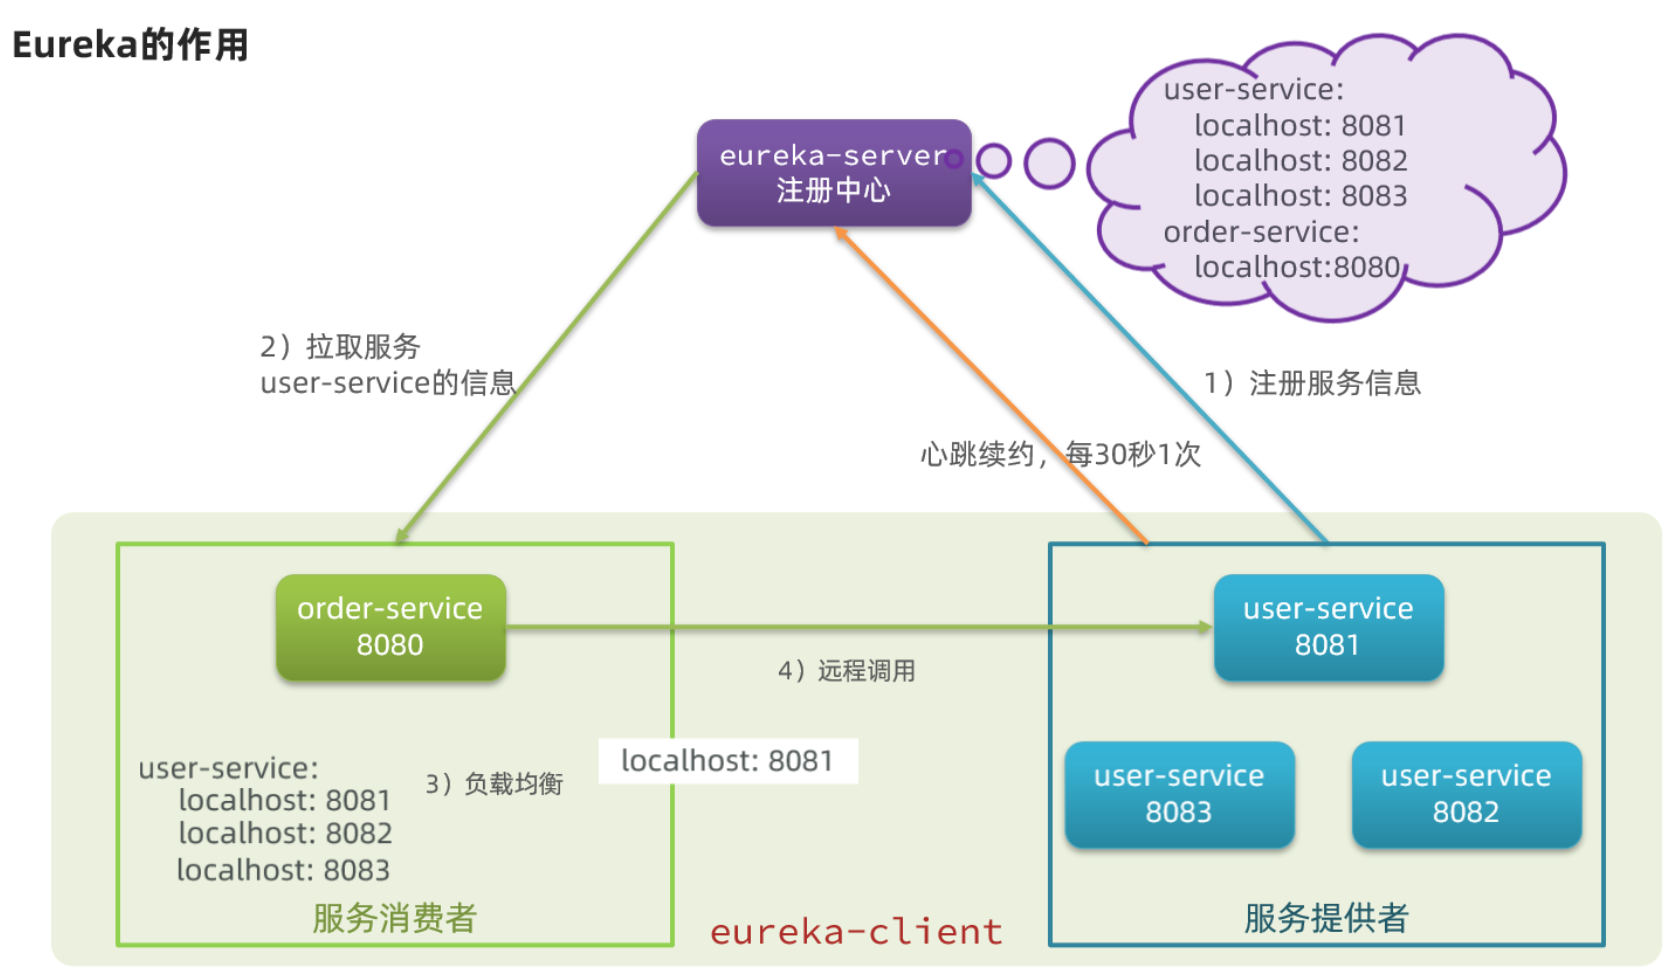 Eureka的作用
eureka-server
注册中心
user-service:
localhost: 8081
localhost: 8082
localhost: 8083
order-service:
localhost:8080
2）拉取服务
user-service的信息
1）注册服务信息
心跳续约，每30秒1次
order-service
8080
user-service
8081
4）远程调用
user-service:
localhost: 8081
localhost: 8082
localhost: 8083
3）负载均衡
localhost: 8081
user-service
8083
user-service
8082
服务消费者
eureka-client
服务提供者